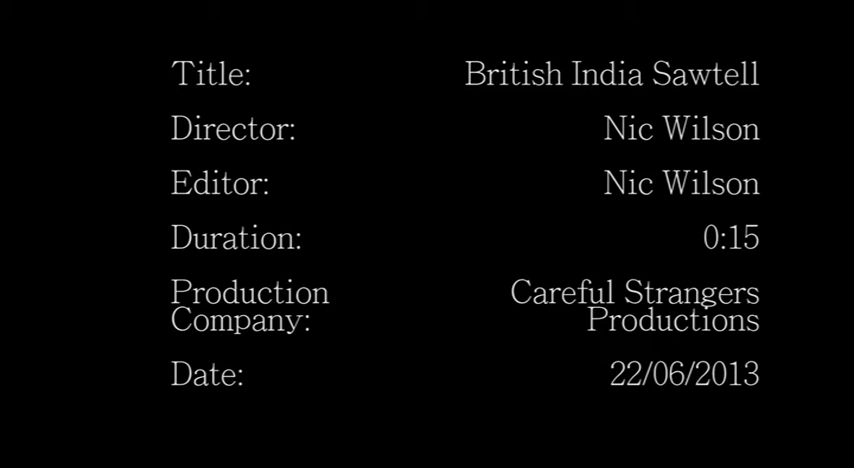 Title: British India Sawtell
Director: Nic Wilson
Editor: Nic Wilson
Duration: 0:15
Production Careful Strangers
Company: Productions
Date: 22/06/2013